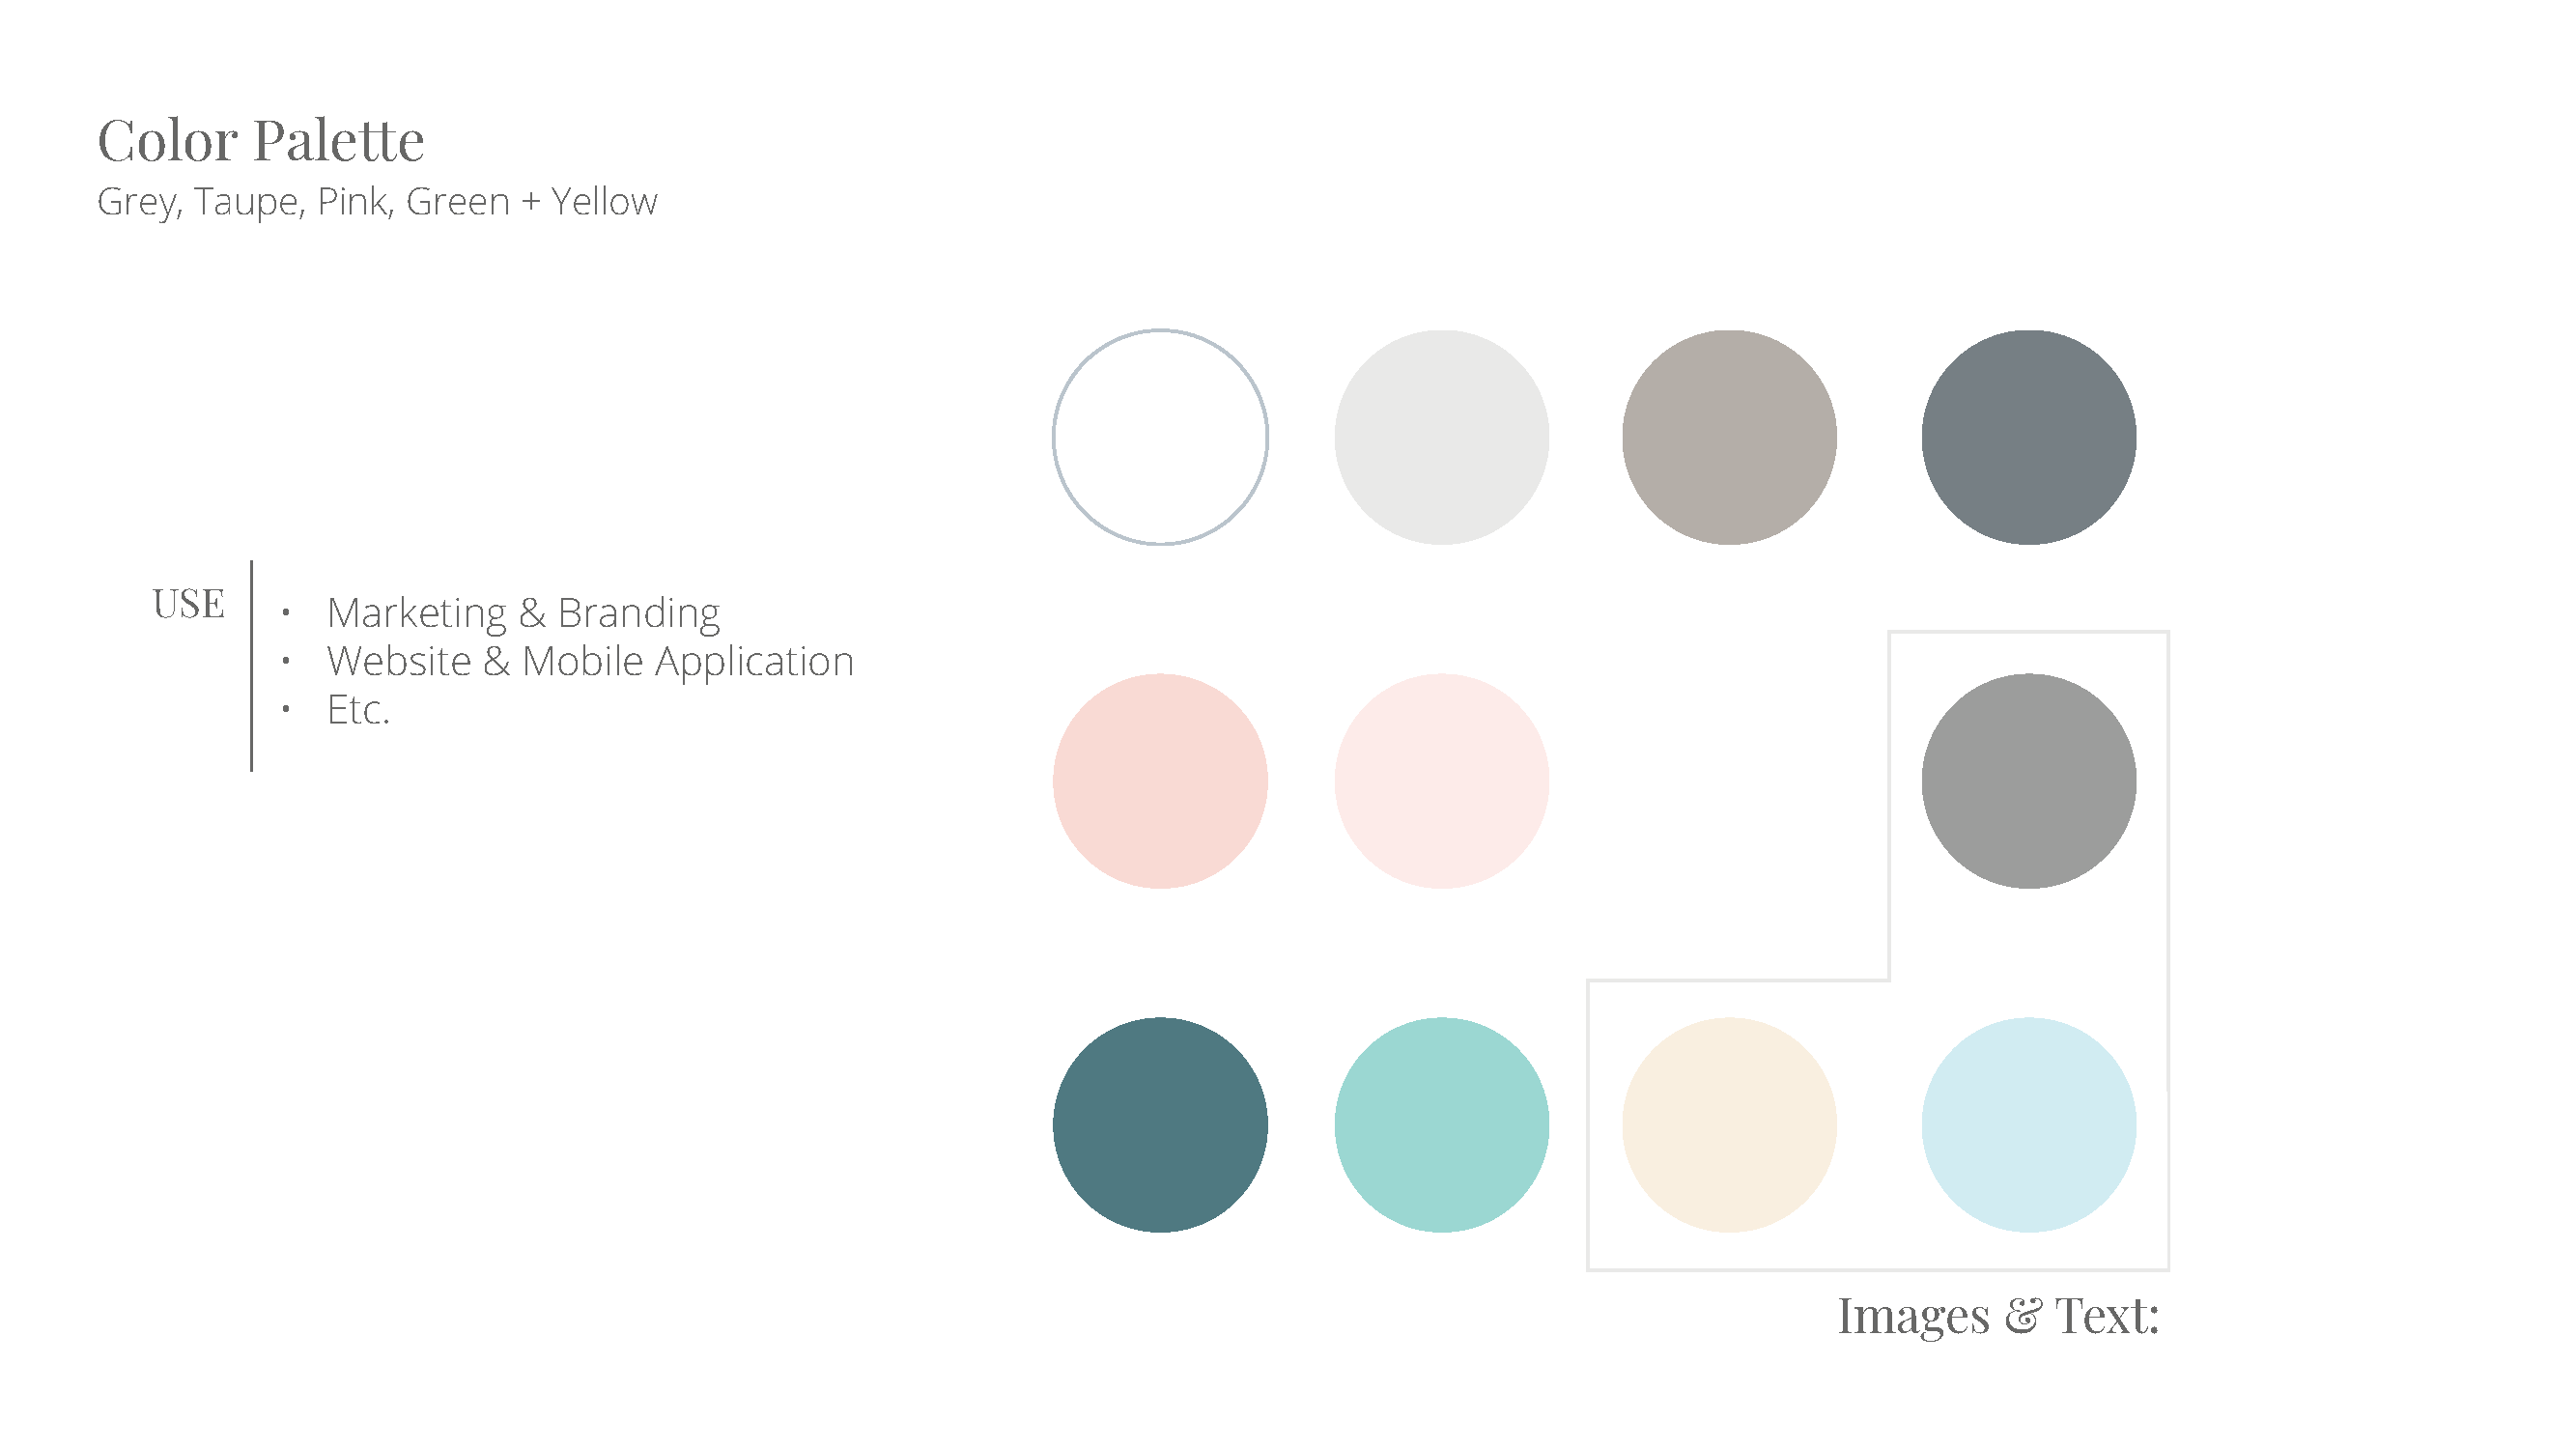 Color Palette
Grey, Taupe, Pink, Green + Yellow
USE
• Marketing & Branding
• Website & Mobile Application
• Etc.
Images & Text: